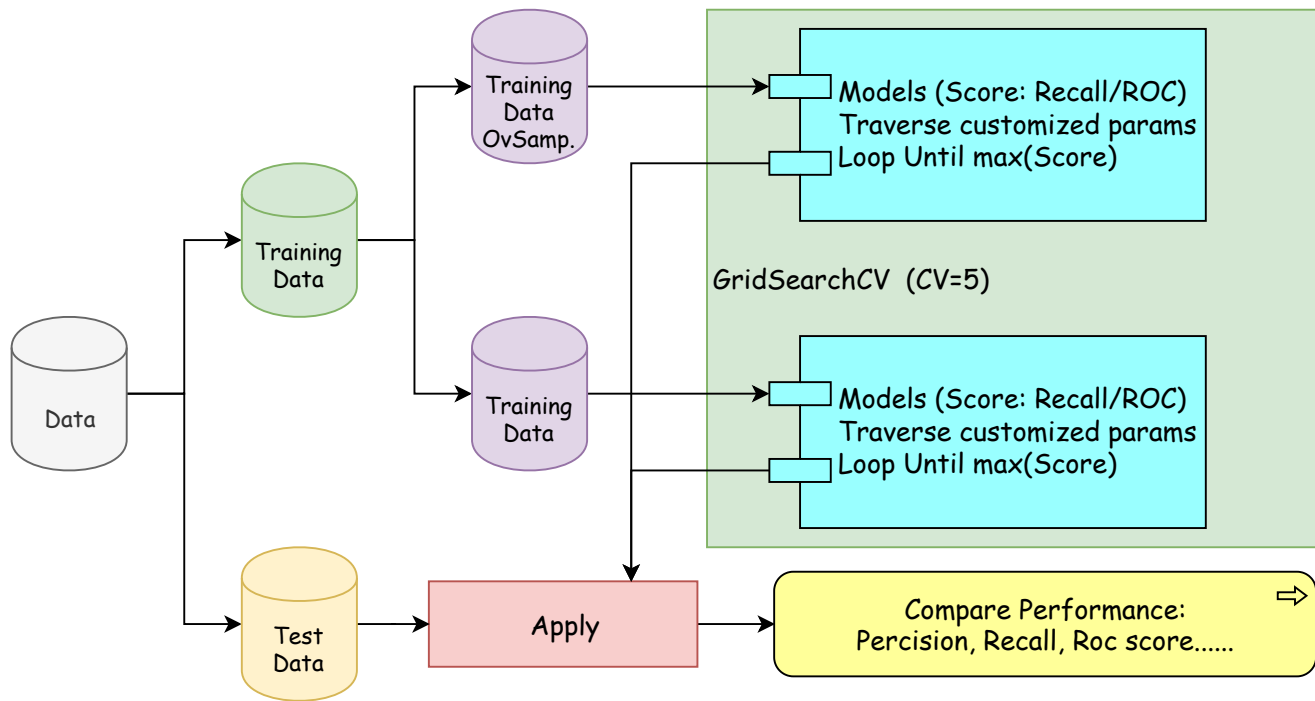 Training
Data
OvSamp.
Models (Score: Recall/ROC)
Traverse customized params
Loop Until max(Score)
Training
Data
GridSearchCV (CV=5)
Data
Training
Data
Models (Score: Recall/ROC)
Traverse customized params
Loop Until max(Score)
Test
Data
Apply
Compare Performance:
Percision, Recall, Roc score......